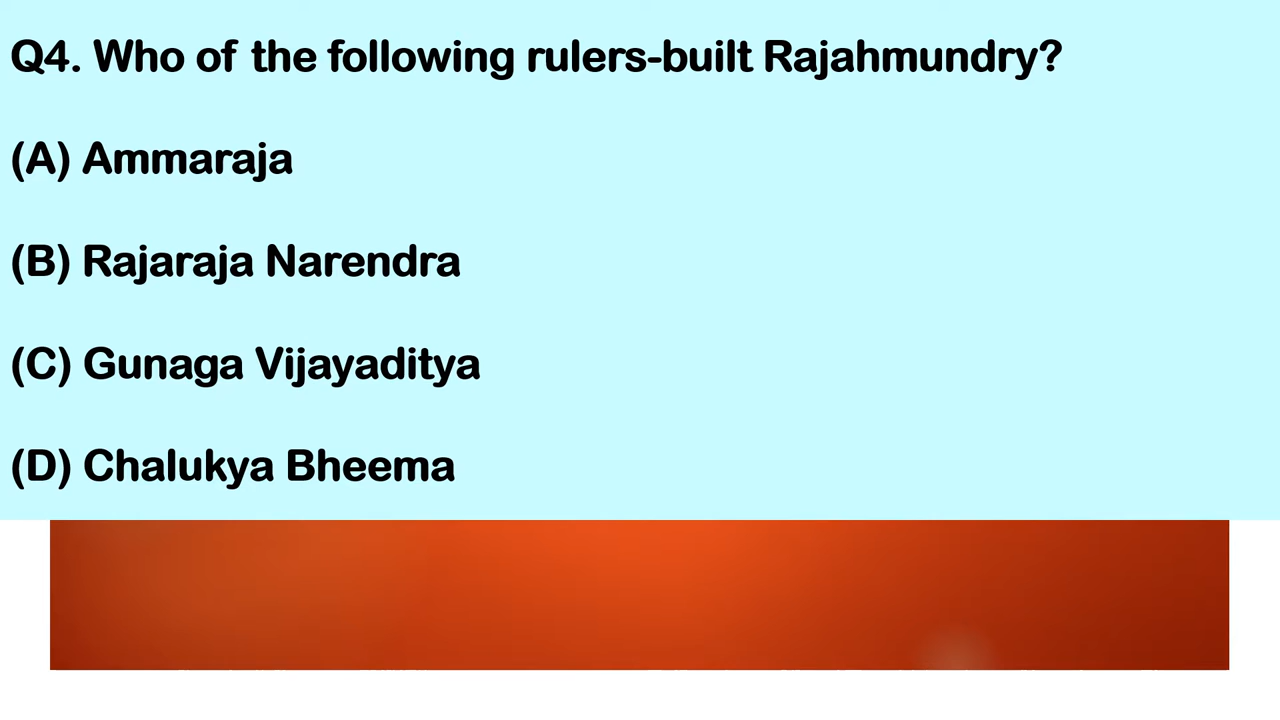 Q4. Who of the following rulers-built Rajahmundry?
(A) Ammaraja
(B) Rajaraja Narendra
(C) Gunaga Vijayaditya
(D) Chalukya Bheema